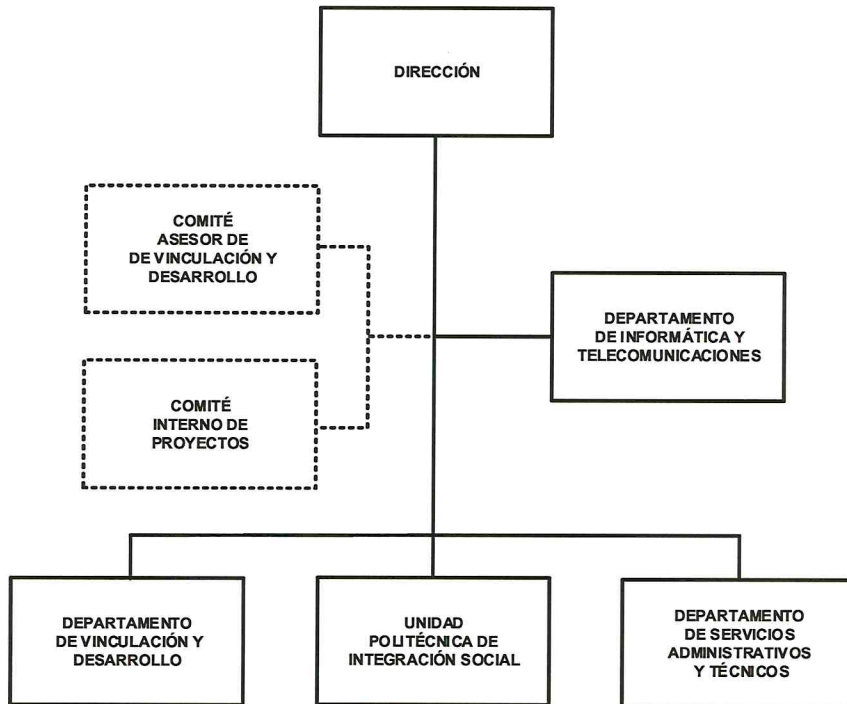 DIRECCIÓN
COMITÉ
ASESOR DE
DE VINCULACIÓN Y
DESARROLLO
DEPARTAMENTO
DE INFORMÁTICA Y
TELECOMUNICACIONES
COMITÉ
INTERNO DE
PROYECTOS
DEPARTAMENTO
DE VINCULACIÓN Y
DESARROLLO
UNIDAD
POLITÉCNICA DE
INTEGRACIÓN SOCIAL
DEPARTAMENTO
DE SERVICIOS
ADMINISTRATIVOS
Y TÉCNICOS